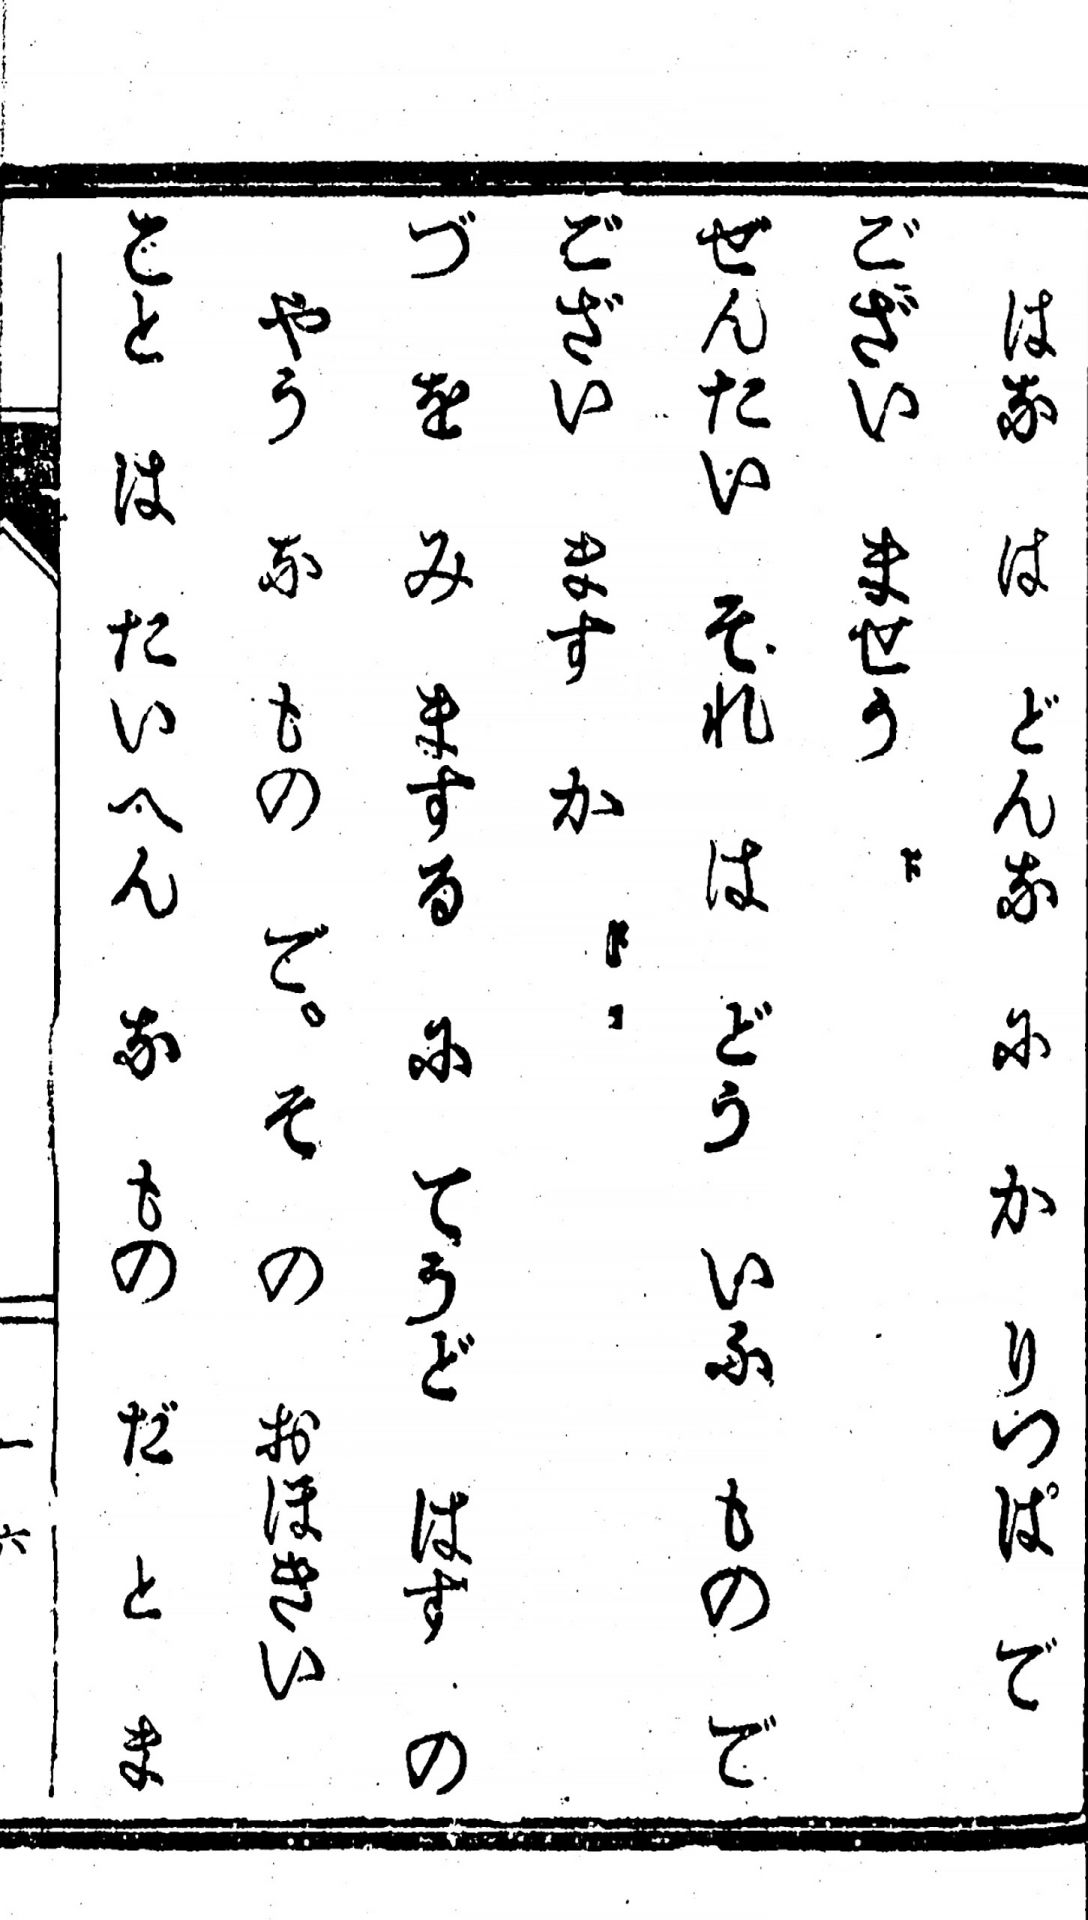 はな は どんな に か りつぱ で
ござい ませう
ぜんたい それ は どう いふ もの で
ござい ます か
づ を み まする に てうど はす の
やう な もの で。そ の おほきい
こと は たいへん な もの だ と ま
一六